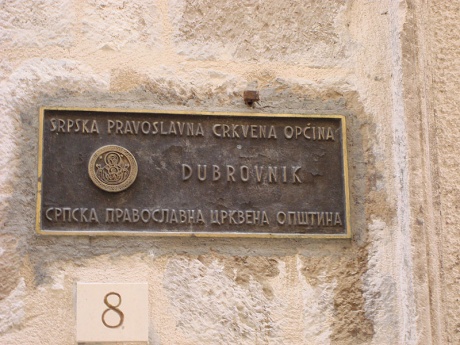 SRPSKA PRAVOSLAVNA CRKVENA OPĆINA
DUBROVNIK
СРПСКА ПРАВОСЛАВНА ЦРКВЕНА ОПШТИНА
8